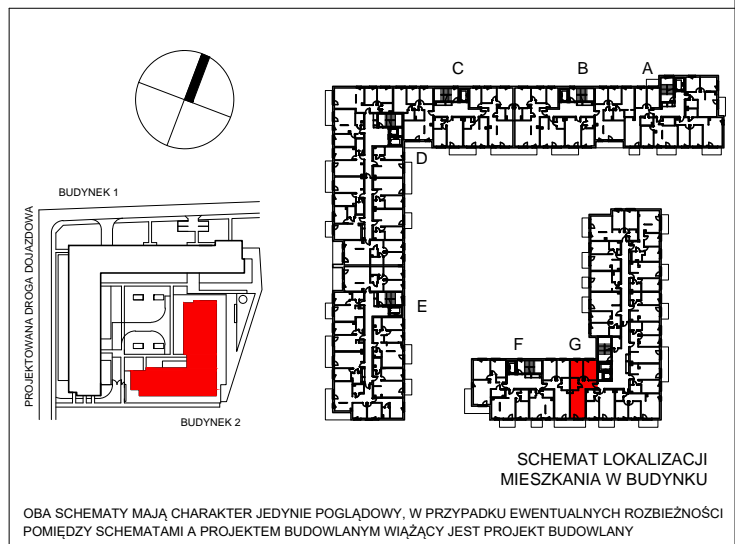 C
B
A
D
BUDYNEK 1
PROJEKTOWANA DROGA DOJAZDOWA
E
F
G
BUDYNEK 2
SCHEMAT LOKALIZACJI
MIESZKANIA W BUDYNKU
OBA SCHEMATY MAJĄ CHARAKTER JEDYNIE POGLĄDOWY, W PRZYPADKU EWENTUALNYCH ROZBIEŻNOŚCI
POMIĘDZY SCHEMATAMI A PROJEKTEM BUDOWLANYM WIĄŻĄCY JEST PROJEKT BUDOWLANY